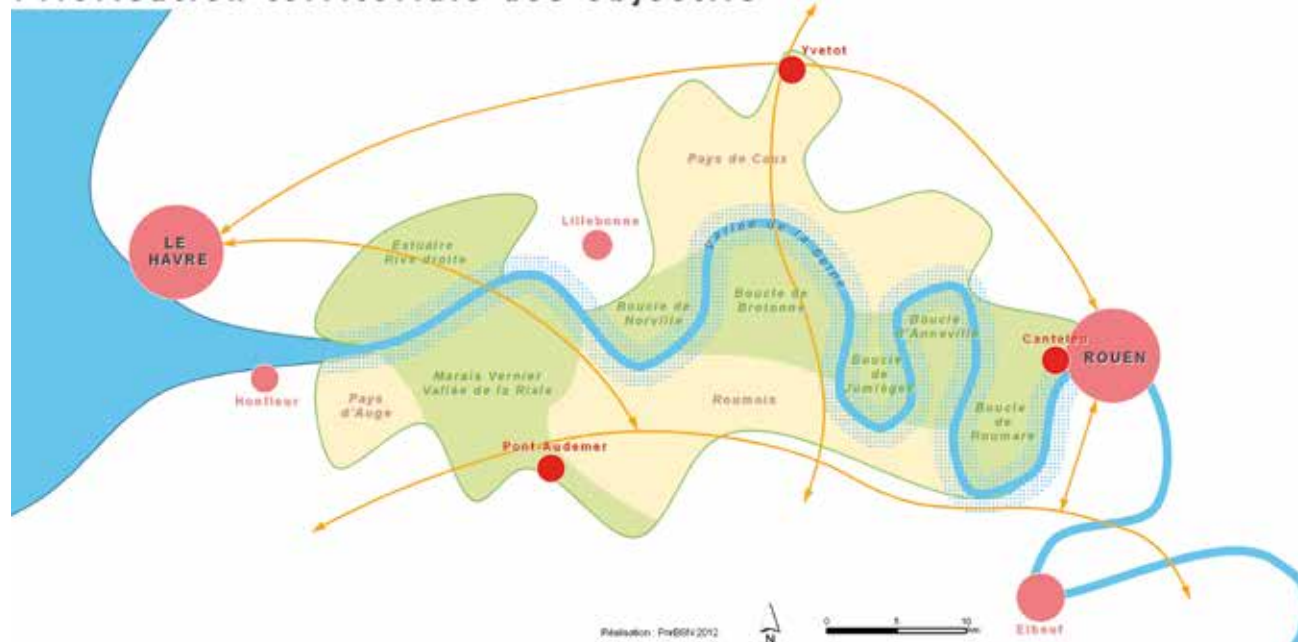 Yvetot
Pays de Caux
Lillebonne
LE
HAVRE
Estuaire
Rive droite
Vallée de la Seine
Boucle de
Norville
Boucle de
Brotonne
Boucle
d'Anneville
Canteleu
ROUEN
Boucle
de
Jumièges
Honfleur
Pays
d'Auge
Marais Vernier
Vallée de la Risle
Roumois
Boucle
de
Roumare
Pont-Audemer
Elbeuf
Réalisation : PnrBSN 2012
N
0
5
10